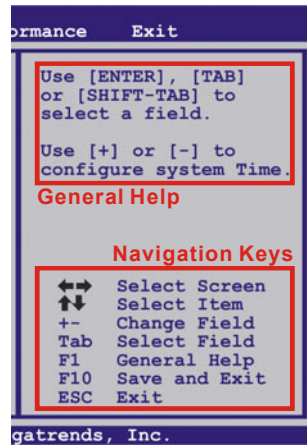 ormance Exit
Use [ENTER], [TAB]
or [SHIFT-TAB] to
select a field.
Use [+] or [-] to
configure system Time.
General Help
Navigation Keys
←→ Select Screen
↑↓ Select Item
+- Change Field
Tab Select Field
F1 General Help
F10 Save and Exit
ESC Exit
gatrends, Inc.